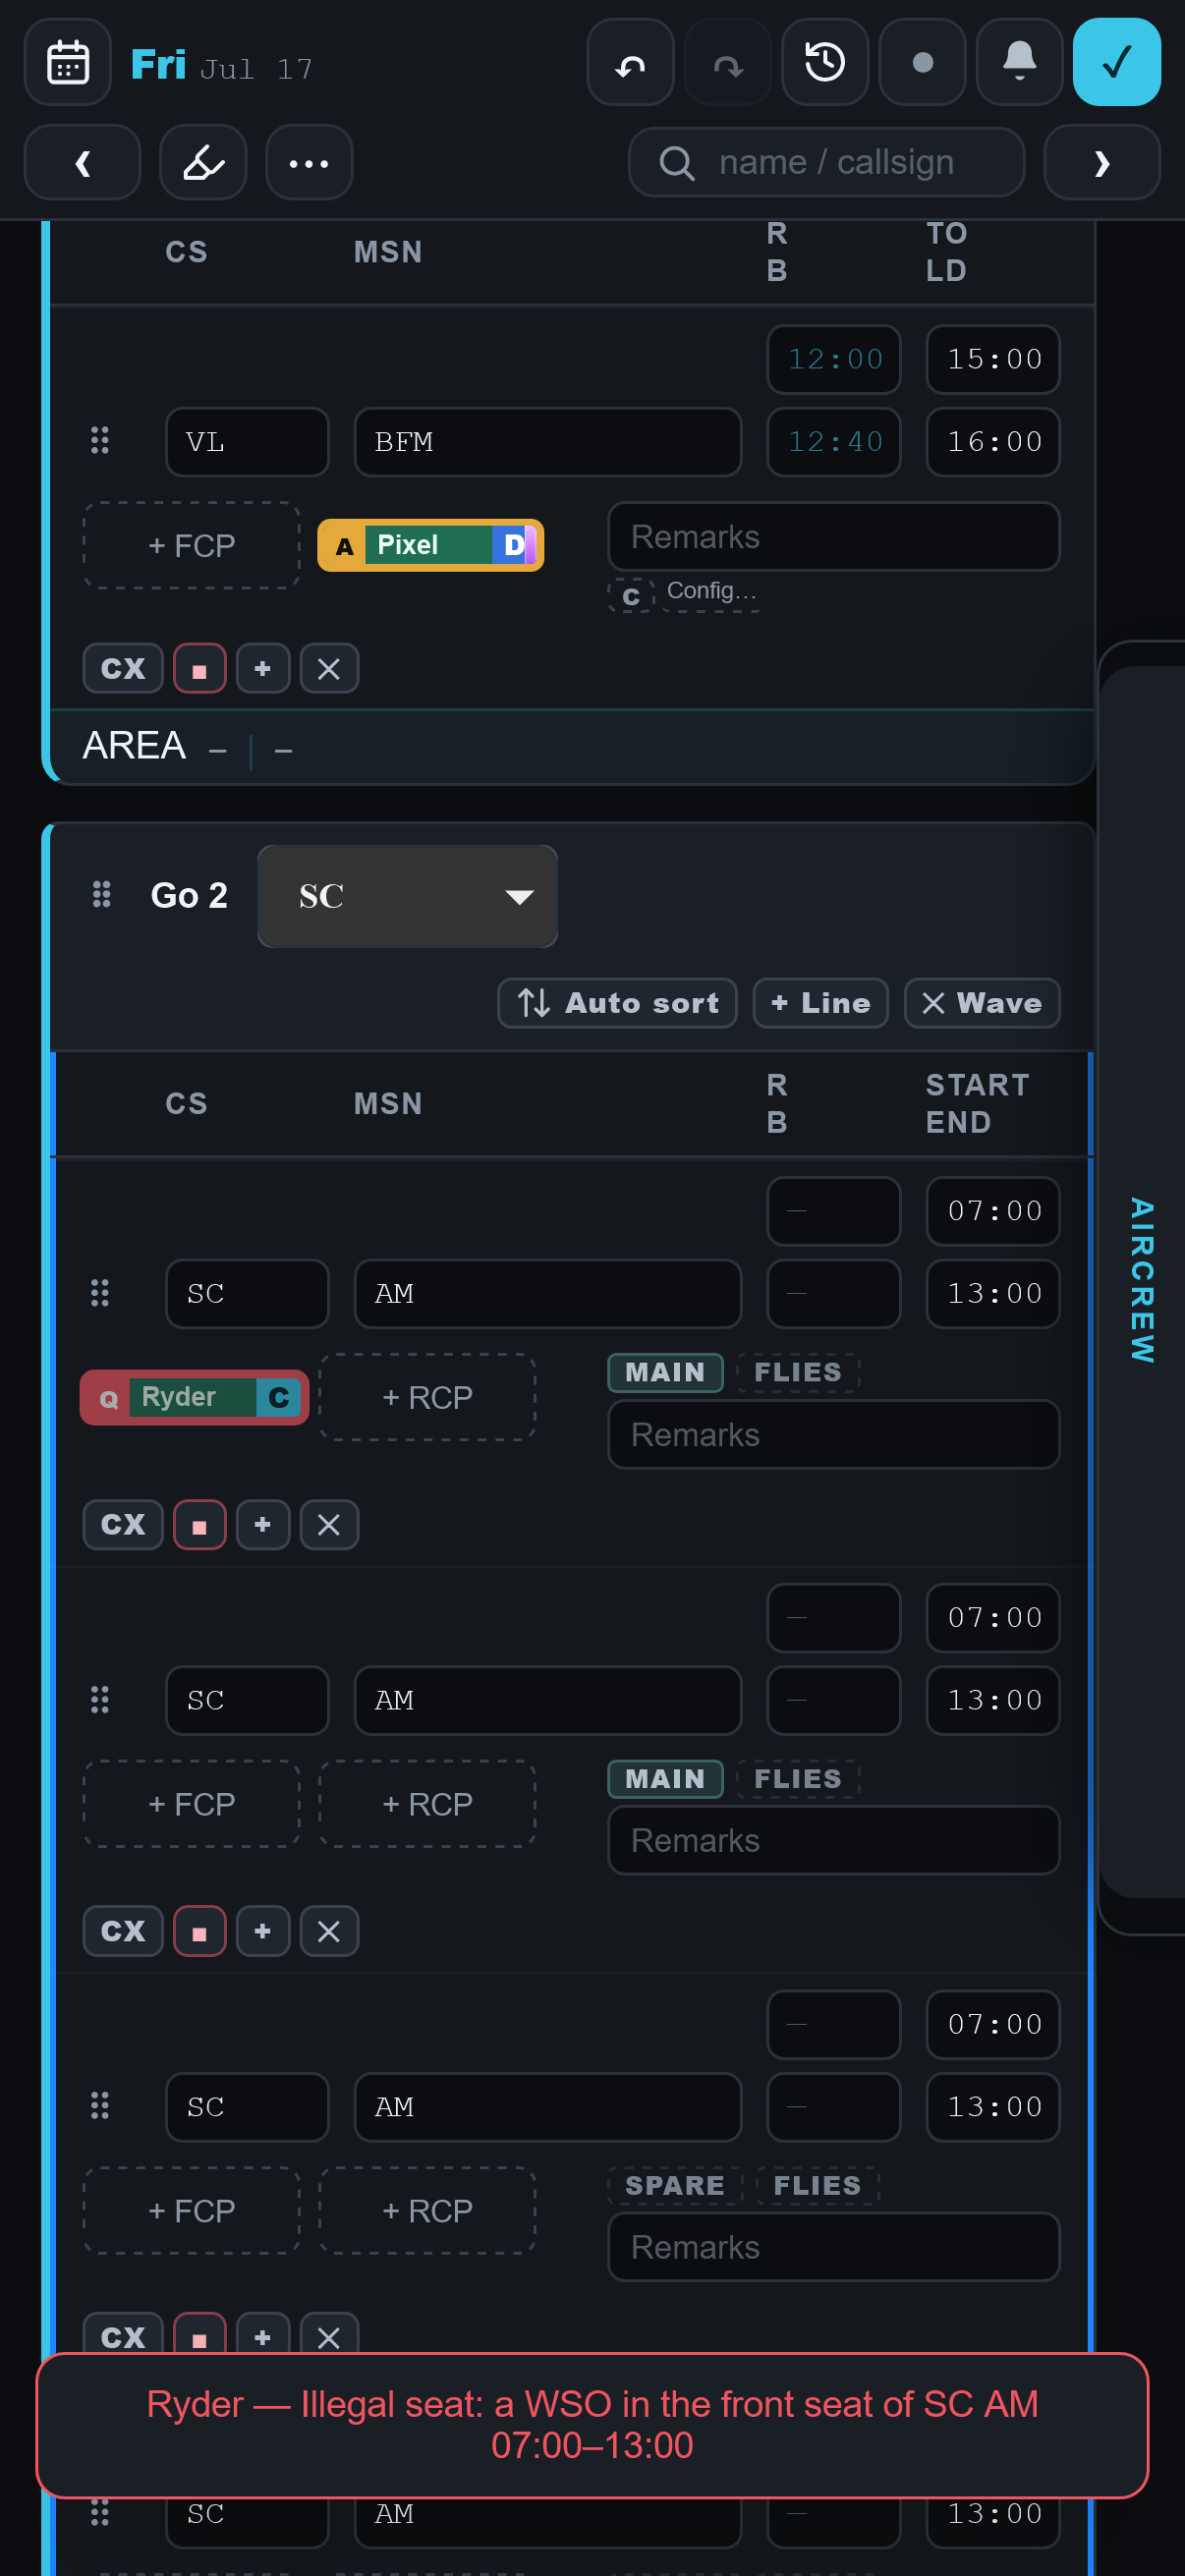 Fri Jul 17
name / callsign
CS MSN R TO
B LD
12:00 15:00
VL BFM 12:40 16:00
+ FCP A Pixel D Remarks
C Config...
CX + ×
AREA – | –
Go 2 SC
Auto sort + Line × Wave
CS MSN R START
B END
— 07:00
SC AM — 13:00
MAIN FLIES
Q Ryder C + RCP Remarks
CX + ×
— 07:00
SC AM — 13:00
MAIN FLIES
+ FCP + RCP Remarks
CX + ×
— 07:00
SC AM — 13:00
SPARE FLIES
+ FCP + RCP Remarks
CX + ×
Ryder — Illegal seat: a WSO in the front seat of SC AM
07:00–13:00
SC AM — 13:00
AIRCREW